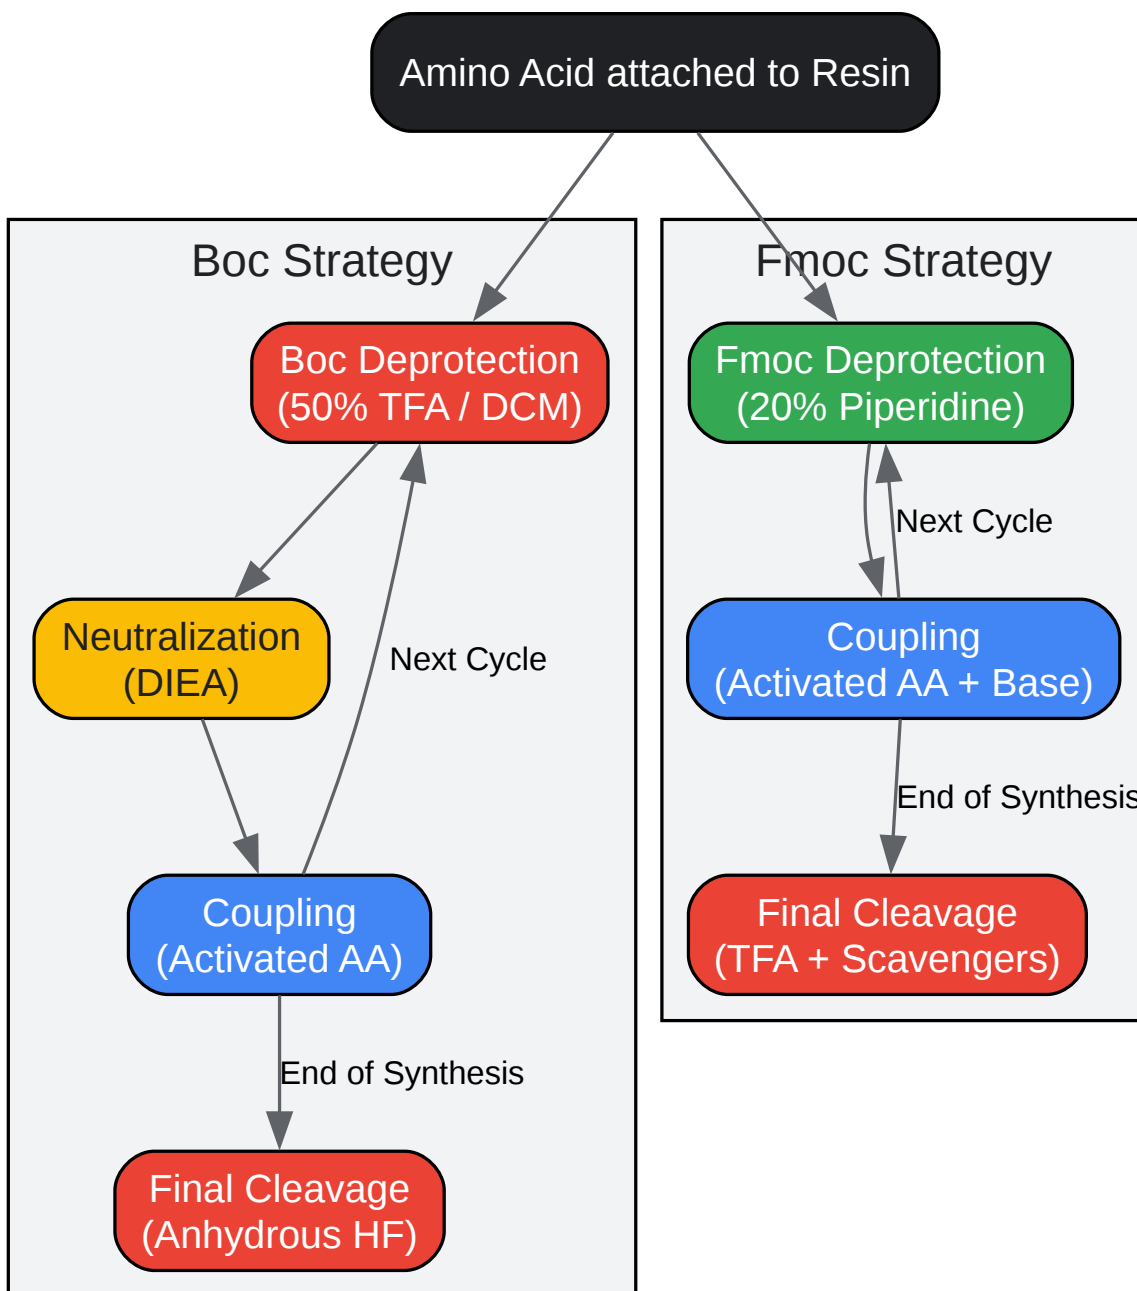 Amino Acid attached to Resin
Boc Strategy
Boc Deprotection
(50% TFA / DCM)
Neutralization
(DIEA)
Next Cycle
Coupling
(Activated AA)
End of Synthesis
Final Cleavage
(Anhydrous HF)
Fmoc Strategy
Fmoc Deprotection
(20% Piperidine)
Next Cycle
Coupling
(Activated AA + Base)
End of Synthesis
Final Cleavage
(TFA + Scavengers)